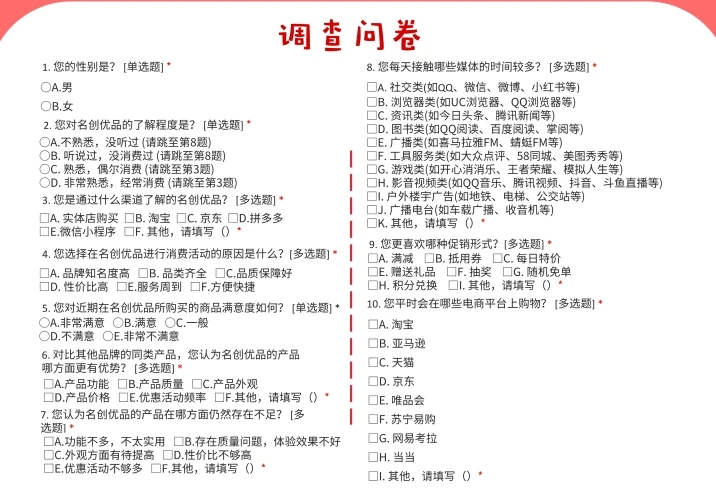 调查问卷
1. 您的性别是？ [单选题] *
○A.男
○B.女
2. 您对名创优品的了解程度是？ [单选题] *
○A.不熟悉，没听过 (请跳至第8题)
○B. 听说过，没消费过 (请跳至第8题)
○C. 熟悉，偶尔消费 (请跳至第3题)
○D. 非常熟悉，经常消费 (请跳至第3题)
3. 您是通过什么渠道了解的名创优品？ [多选题] *
□A. 实体店购买 □B. 淘宝 □C. 京东 □D.拼多多
□E.微信小程序 □F. 其他，请填写（）*
4. 您选择在名创优品进行消费活动的原因是什么？[多选题] *
□A. 品牌知名度高 □B. 品类齐全 □C.品质保障好
□D. 性价比高 □E.服务周到 □F.方便快捷
5. 您对近期在名创优品所购买的商品满意度如何？ [单选题] *
○A.非常满意 ○B.满意 ○C.一般
○D.不满意 ○E.非常不满意
6. 对比其他品牌的同类产品，您认为名创优品的产品
哪方面更有优势？ [多选题] *
□A.产品功能 □B.产品质量 □C.产品外观
□D.产品价格 □E.优惠活动频率 □F.其他，请填写（）*
7. 您认为名创优品的产品在哪方面仍然存在不足？ [多
选题] *
□A.功能不多，不太实用 □B.存在质量问题，体验效果不好
□C.外观方面有待提高 □D.性价比不够高
□E.优惠活动不够多 □F.其他，请填写（）*
8. 您每天接触哪些媒体的时间较多？ [多选题] *
□A. 社交类(如QQ、微信、微博、小红书等)
□B. 浏览器类(如UC浏览器、QQ浏览器等)
□C. 资讯类(如今日头条、腾讯新闻等)
□D. 图书类(如QQ阅读、百度阅读、掌阅等)
□E. 广播类(如喜马拉雅FM、蜻蜓FM等)
□F. 工具服务类(如大众点评、58同城、美图秀秀等)
□G. 游戏类(如开心消消乐、王者荣耀、模拟人生等)
□H. 影音视频类(如QQ音乐、腾讯视频、抖音、斗鱼直播等)
□I. 户外楼宇广告(如地铁、电梯、公交站等)
□J. 广播电台(如车载广播、收音机等)
□K. 其他，请填写（）*
9. 您更喜欢哪种促销形式？[多选题] *
□A. 满减 □B. 抵用券 □C. 每日特价
□E. 赠送礼品 □F. 抽奖 □G. 随机免单
□H. 积分兑换 □I. 其他，请填写（）*
10. 您平时会在哪些电商平台上购物？ [多选题] *
□A. 淘宝
□B. 亚马逊
□C. 天猫
□D. 京东
□E. 唯品会
□F. 苏宁易购
□G. 网易考拉
□H. 当当
□I. 其他，请填写（）*